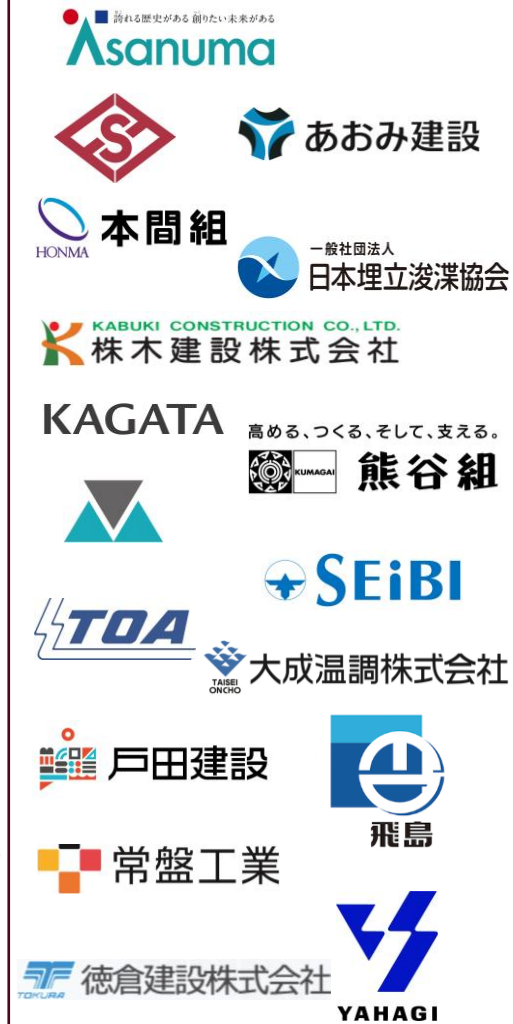 誇れる歴史がある 創りたい未来がある
Asanuma
S
あおみ建設
本間組
HONMA
一般社団法人
日本埋立浚渫協会
KABUKI CONSTRUCTION CO., LTD.
株木建設株式会社
KAGATA
高める、つくる、そして、支える。
KUMAGAI
熊谷組
SEiBI
TOA
TAISEI
ONCHO
大成温調株式会社
戸田建設
飛島
常盤工業
TOKURA
徳倉建設株式会社
YAHAGI